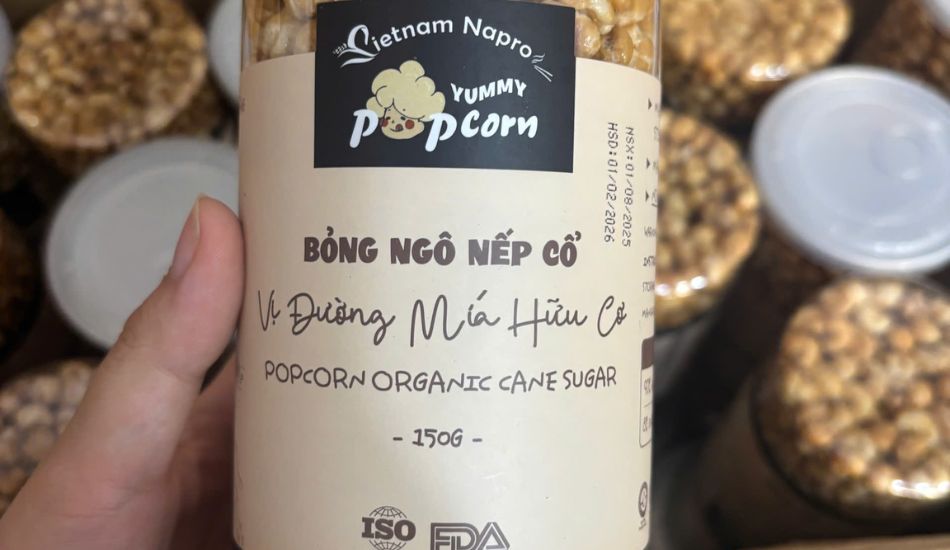 Vietnam Napro
YUMMY
Popcorn
NSX:01/08/2025
HSD:01/02/2026
BỎNG NGÔ NẾP CỔ
Vị Đường Mía Hữu Cơ
POPCORN ORGANIC CANE SUGAR
- 150G -
ISO
FDA